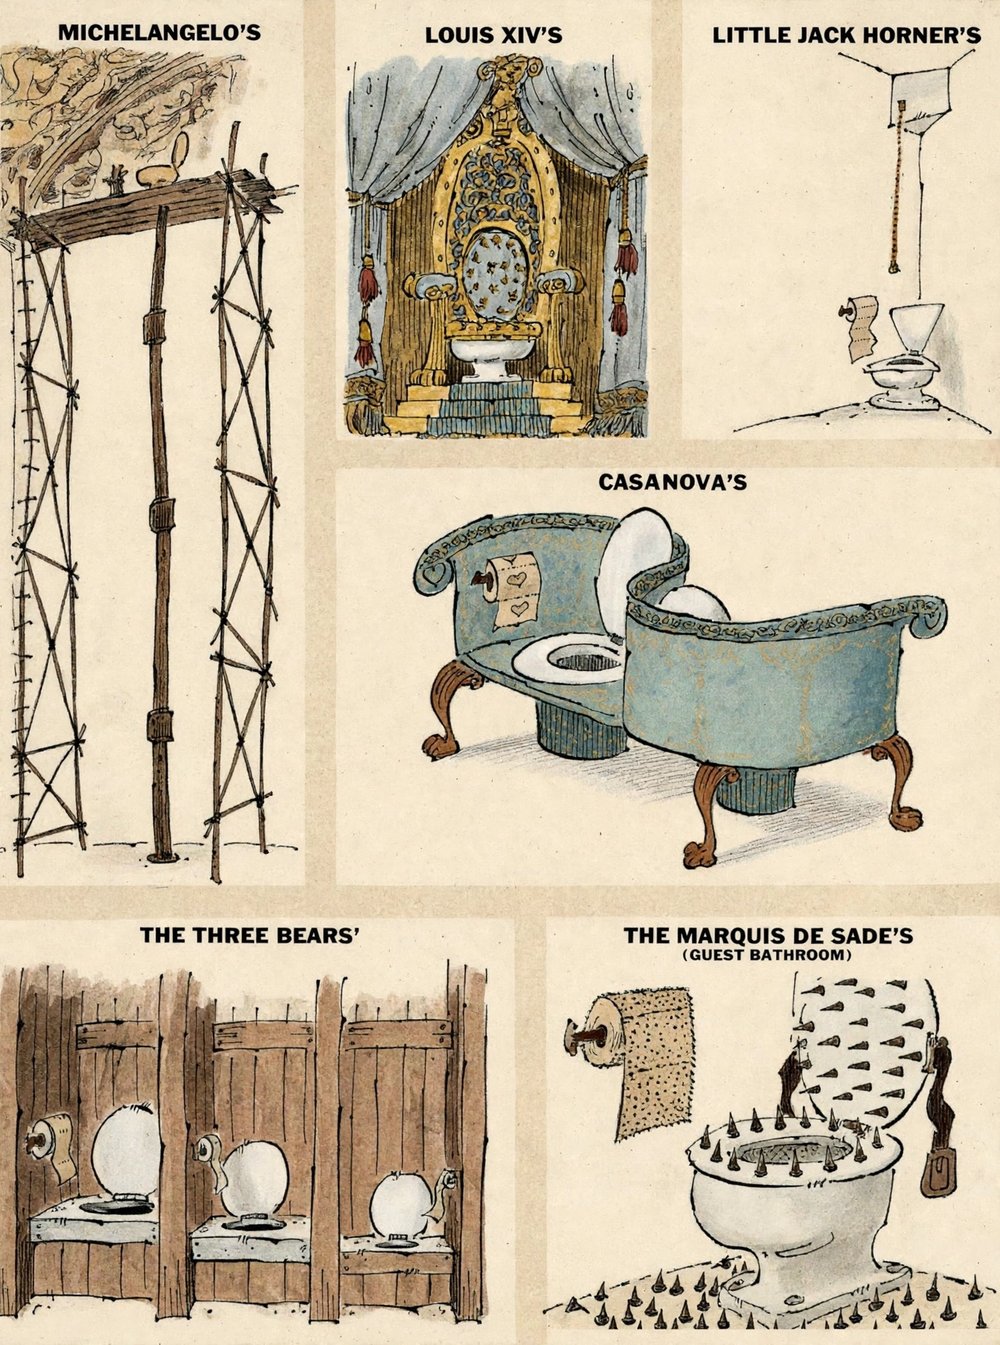 MICHELANGELO'S
LOUIS XIV'S
LITTLE JACK HORNER'S
CASANOVA'S
THE THREE BEARS'
THE MARQUIS DE SADE'S
(GUEST BATHROOM)